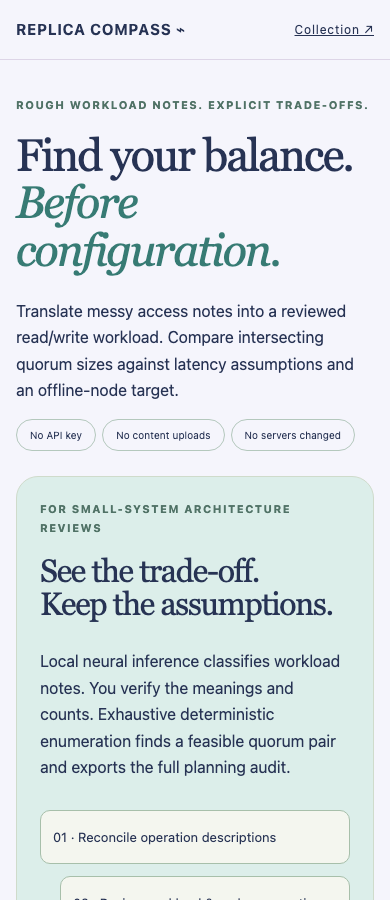 REPLICA COMPASS ⌁
Collection ↗
ROUGH WORKLOAD NOTES. EXPLICIT TRADE-OFFS.
Find your balance.
Before
configuration.
Translate messy access notes into a reviewed
read/write workload. Compare intersecting
quorum sizes against latency assumptions and
an offline-node target.
No API key
No content uploads
No servers changed
FOR SMALL-SYSTEM ARCHITECTURE
REVIEWS
See the trade-off.
Keep the assumptions.
Local neural inference classifies workload
notes. You verify the meanings and
counts. Exhaustive deterministic
enumeration finds a feasible quorum pair
and exports the full planning audit.
01 · Reconcile operation descriptions